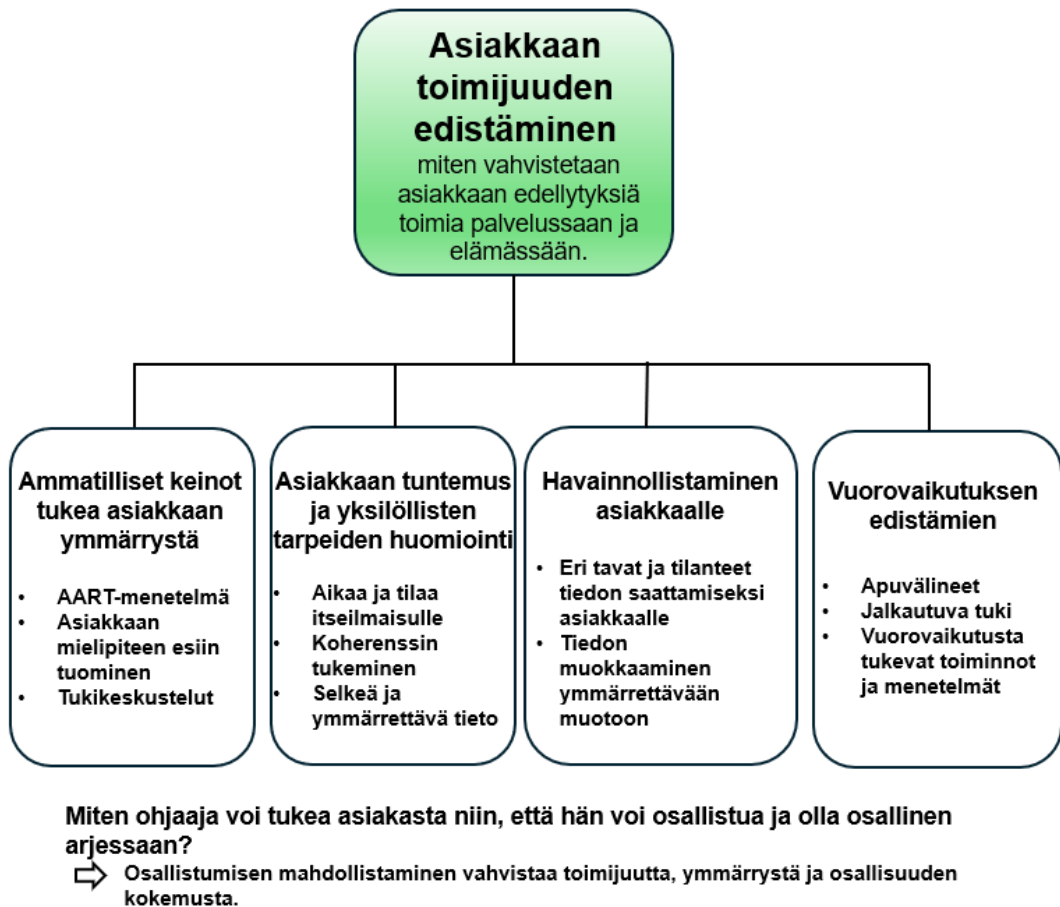 Asiakkaan
toimijuuden
edistäminen
miten vahvistetaan
asiakkaan edellytyksiä
toimia palvelussaan ja
elämässään.
Ammatilliset keinot
tukea asiakkaan
ymmärrystä
• AART-menetelmä
• Asiakkaan
mielipiteen esiin
tuominen
• Tukikeskustelut
Asiakkaan tuntemus
ja yksilöllisten
tarpeiden huomiointi
• Aikaa ja tilaa
itseilmaisulle
• Koherenssin
tukeminen
• Selkeä ja
ymmärrettävä tieto
Havainnollistaminen
asiakkaalle
• Eri tavat ja tilanteet
tiedon saattamiseksi
asiakkaalle
• Tiedon
muokkaaminen
ymmärrettävään
muotoon
Vuorovaikutuksen
edistämien
• Apuvälineet
• Jalkautuva tuki
• Vuorovaikutusta
tukevat toiminnot
ja menetelmät
Miten ohjaaja voi tukea asiakasta niin, että hän voi osallistua ja olla osallinen
arjessaan?
⇨ Osallistumisen mahdollistaminen vahvistaa toimijuutta, ymmärrystä ja osallisuuden
kokemusta.